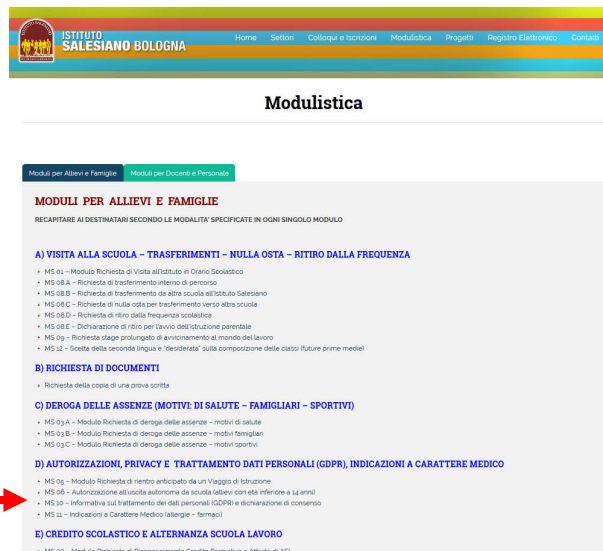 ISTITUTO
SALESIANO BOLOGNA
Home Settori Colloqui e Iscrizioni Modulistica Progetti Registro Elettronico Contatti
Modulistica
Moduli per Allievi e Famiglie Moduli per Docenti e Personale
MODULI PER ALLIEVI E FAMIGLIE
RECAPITARE AI DESTINATARI SECONDO LE MODALITA' SPECIFICATE IN OGNI SINGOLO MODULO
A) VISITA ALLA SCUOLA – TRASFERIMENTI – NULLA OSTA – RITIRO DALLA FREQUENZA
• MS 01 – Modulo Richiesta di Visita all'Istituto in Orario Scolastico
• MS 08.A – Richiesta di trasferimento interno di percorso
• MS 08.B – Richiesta di trasferimento da altra scuola all'Istituto Salesiano
• MS 08.C – Richiesta di nulla osta per trasferimento verso altra scuola
• MS 08.D – Richiesta di ritiro dalla frequenza scolastica
• MS 08.E – Dichiarazione di ritiro per l'avvio dell'istruzione parentale
• MS 09 – Richiesta stage prolungato di avvicinamento al mondo del lavoro
• MS 12 – Scelta della seconda lingua e "desiderata" sulla composizione delle classi (future prime medie)
B) RICHIESTA DI DOCUMENTI
• Richiesta della copia di una prova scritta
C) DEROGA DELLE ASSENZE (MOTIVI: DI SALUTE – FAMIGLIARI – SPORTIVI)
• MS 03.A – Modulo Richiesta di deroga delle assenze – motivi di salute
• MS 03.B – Modulo Richiesta di deroga delle assenze – motivi famigliari
• MS 03.C – Modulo Richiesta di deroga delle assenze – motivi sportivi
D) AUTORIZZAZIONI, PRIVACY E TRATTAMENTO DATI PERSONALI (GDPR), INDICAZIONI A CARATTERE MEDICO
• MS 05 – Modulo Richiesta di rientro anticipato da un Viaggio di Istruzione
• MS 06 – Autorizzazione all'uscita autonoma da scuola (allievi con età inferiore a 14 anni)
• MS 10 – Informativa sul trattamento dei dati personali (GDPR) e dichiarazione di consenso
• MS 11 – Indicazioni a Carattere Medico (allergie – farmaci)
E) CREDITO SCOLASTICO E ALTERNANZA SCUOLA LAVORO